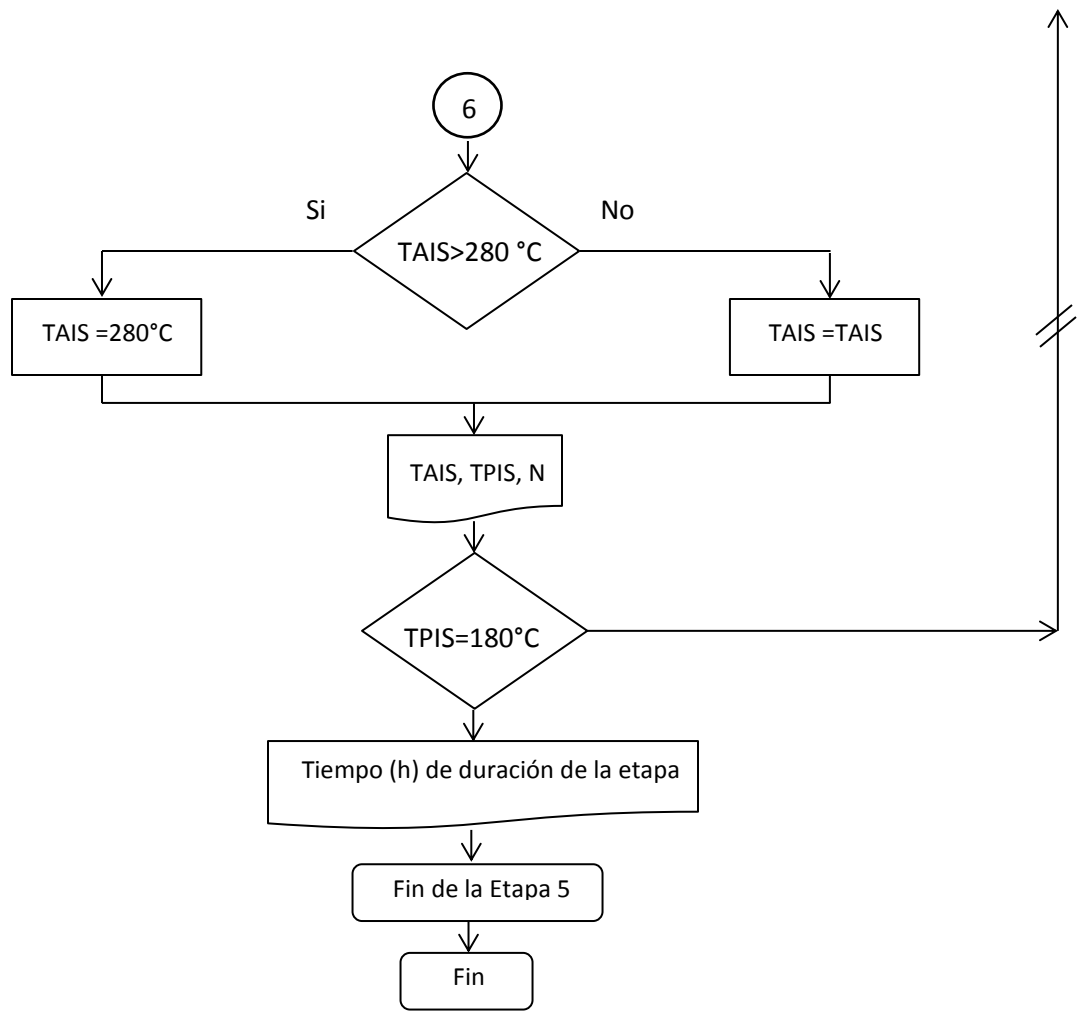 6
Si
No
TAIS>280 °C
TAIS =280°C
TAIS =TAIS
TAIS, TPIS, N
TPIS=180°C
Tiempo (h) de duración de la etapa
Fin de la Etapa 5
Fin